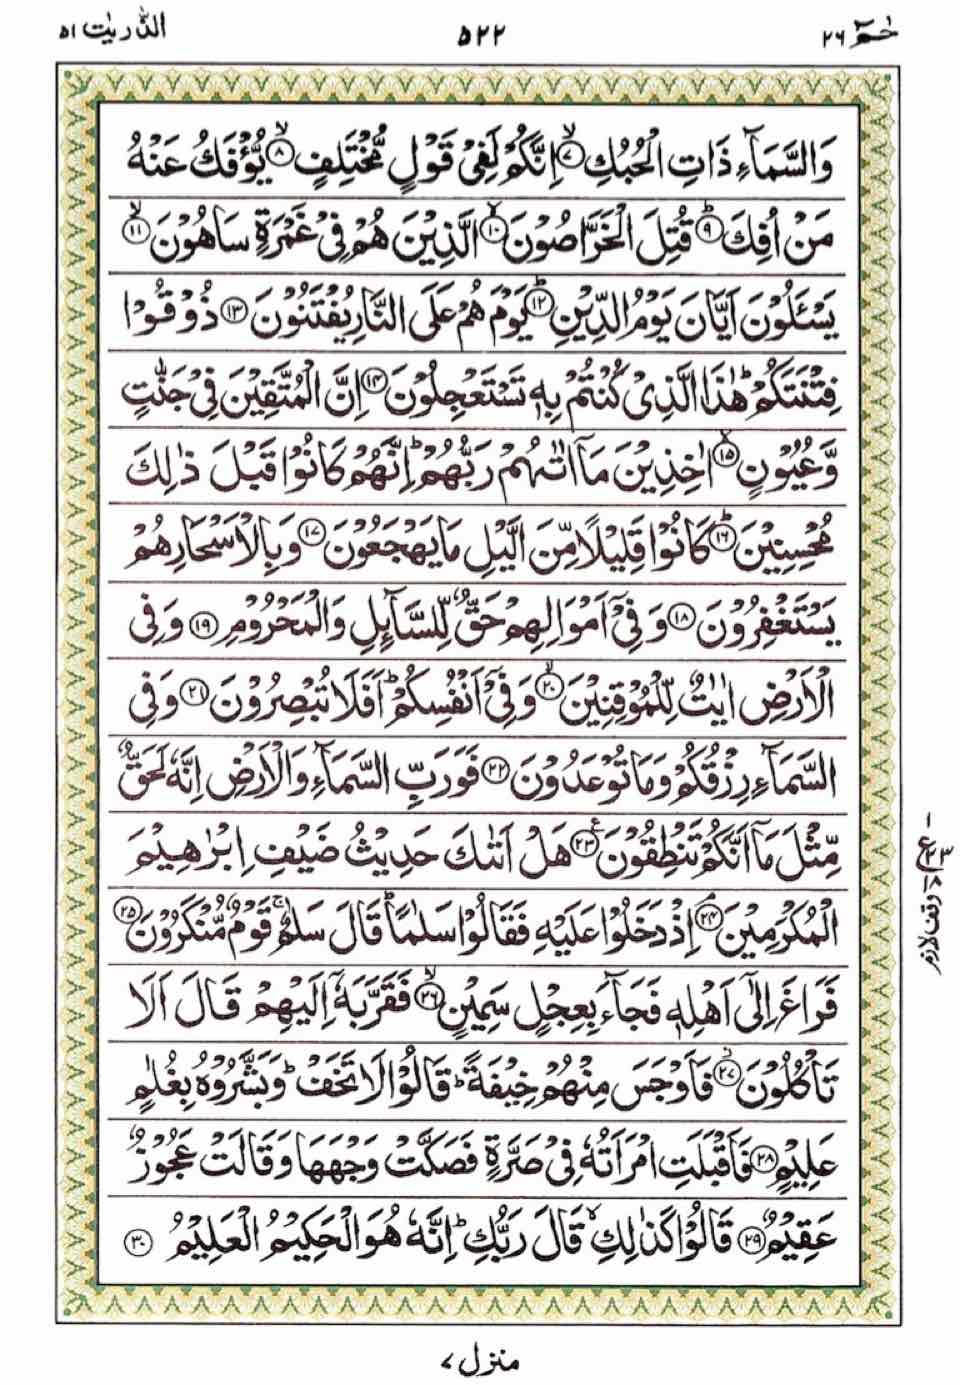 حٰمٓ ۲۶
۵۲۲
الذّٰریٰت ۵۱
وَالسَّمَآءِ ذَاتِ الْحُبُكِ ۙ﴿۷﴾ اِنَّكُمْ لَفِیْ قَوْلٍ مُّخْتَلِفٍ ۙ﴿۸﴾ یُّؤْفَكُ عَنْهُ
مَنْ اُفِكَ ؕ﴿۹﴾ قُتِلَ الْخَرّٰصُوْنَ ۙ﴿۱۰﴾ الَّذِیْنَ هُمْ فِیْ غَمْرَةٍ سَاهُوْنَ ۙ﴿۱۱﴾
یَسْـَٔلُوْنَ اَیَّانَ یَوْمُ الدِّیْنِ ؕ﴿۱۲﴾ یَوْمَ هُمْ عَلَی النَّارِ یُفْتَنُوْنَ ﴿۱۳﴾ ذُوْقُوْا
فِتْنَتَكُمْ ؕ هٰذَا الَّذِیْ كُنْتُمْ بِهٖ تَسْتَعْجِلُوْنَ ﴿۱۴﴾ اِنَّ الْمُتَّقِیْنَ فِیْ جَنّٰتٍ
وَّعُیُوْنٍ ۙ﴿۱۵﴾ اٰخِذِیْنَ مَاۤ اٰتٰىهُمْ رَبُّهُمْ ؕ اِنَّهُمْ كَانُوْا قَبْلَ ذٰلِكَ
مُحْسِنِیْنَ ؕ﴿۱۶﴾ كَانُوْا قَلِیْلًا مِّنَ الَّیْلِ مَا یَهْجَعُوْنَ ﴿۱۷﴾ وَبِالْاَسْحَارِ هُمْ
یَسْتَغْفِرُوْنَ ﴿۱۸﴾ وَفِیْۤ اَمْوَالِهِمْ حَقٌّ لِّلسَّآىِٕلِ وَالْمَحْرُوْمِ ﴿۱۹﴾ وَفِی
الْاَرْضِ اٰیٰتٌ لِّلْمُوْقِنِیْنَ ۙ﴿۲۰﴾ وَفِیْۤ اَنْفُسِكُمْ ؕ اَفَلَا تُبْصِرُوْنَ ﴿۲۱﴾ وَفِی
السَّمَآءِ رِزْقُكُمْ وَمَا تُوْعَدُوْنَ ﴿۲۲﴾ فَوَرَبِّ السَّمَآءِ وَالْاَرْضِ اِنَّهٗ لَحَقٌّ
مِّثْلَ مَاۤ اَنَّكُمْ تَنْطِقُوْنَ ﴿۲۳﴾ هَلْ اَتٰىكَ حَدِیْثُ ضَیْفِ اِبْرٰهِیْمَ
الْمُكْرَمِیْنَ ۘ﴿۲۴﴾ اِذْ دَخَلُوْا عَلَیْهِ فَقَالُوْا سَلٰمًا ؕ قَالَ سَلٰمٌ ۚ قَوْمٌ مُّنْكَرُوْنَ ﴿۲۵﴾
فَرَاغَ اِلٰۤی اَهْلِهٖ فَجَآءَ بِعِجْلٍ سَمِیْنٍ ۙ﴿۲۶﴾ فَقَرَّبَهٗۤ اِلَیْهِمْ قَالَ اَلَا
تَاْكُلُوْنَ ؗ﴿۲۷﴾ فَاَوْجَسَ مِنْهُمْ خِیْفَةً ؕ قَالُوْا لَا تَخَفْ ؕ وَبَشَّرُوْهُ بِغُلٰمٍ
عَلِیْمٍ ﴿۲۸﴾ فَاَقْبَلَتِ امْرَاَتُهٗ فِیْ صَرَّةٍ فَصَكَّتْ وَجْهَهَا وَقَالَتْ عَجُوْزٌ
عَقِیْمٌ ﴿۲۹﴾ قَالُوْا كَذٰلِكِ ۙ قَالَ رَبُّكِ ؕ اِنَّهٗ هُوَ الْحَكِیْمُ الْعَلِیْمُ ﴿۳۰﴾
ع ۲۳
۱۸
وقف لازم
منزل ۷